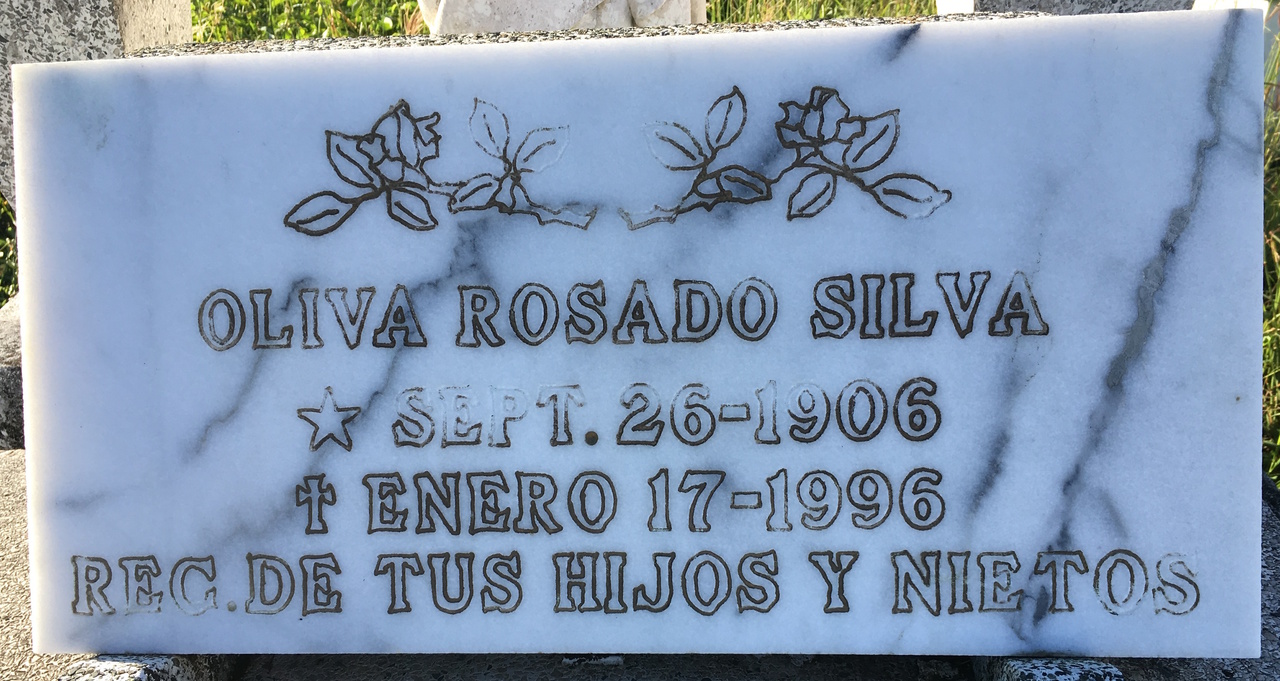 OLIVA ROSADO SILVA
☆ SEPT. 26-1906
✝ ENERO 17-1996
REC. DE TUS HIJOS Y NIETOS